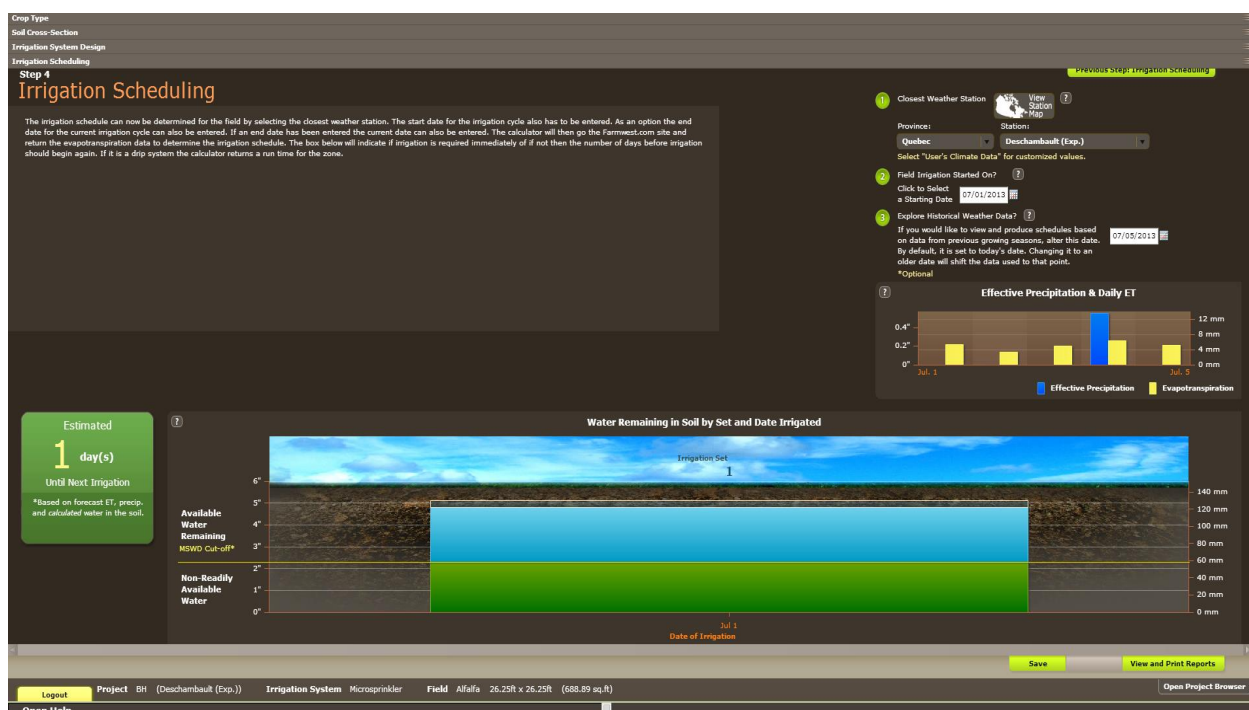 Crop Type
Soil Cross-Section
Irrigation System Design
Irrigation Scheduling
Step 4
Irrigation Scheduling
Previous Step: Irrigation Scheduling
The irrigation schedule can now be determined for the field by selecting the closest weather station. The start date for the irrigation cycle also has to be entered. As an option the end
date for the current irrigation cycle can also be entered. If an end date has been entered the current date can also be entered. The calculator will then go the Farmwest.com site and
return the evapotranspiration data to determine the irrigation schedule. The box below will indicate if irrigation is required immediately of if not then the number of days before irrigation
should begin again. If it is a drip system the calculator returns a run time for the zone.
1 Closest Weather Station View Station Map ?
Province: Station:
Quebec Deschambault (Exp.)
Select "User's Climate Data" for customized values.
2 Field Irrigation Started On? ?
Click to Select
a Starting Date 07/01/2013
3 Explore Historical Weather Data? ?
If you would like to view and produce schedules based
on data from previous growing seasons, alter this date. 07/05/2013
By default, it is set to today's date. Changing it to an
older date will shift the data used to that point.
*Optional
? Effective Precipitation & Daily ET
0.4"
0.2"
0"
12 mm
8 mm
4 mm
0 mm
Jul. 1 Jul. 5
Effective Precipitation Evapotranspiration
Estimated
1 day(s)
Until Next Irrigation
*Based on forecast ET, precip.
and calculated water in the soil.
? Water Remaining in Soil by Set and Date Irrigated
Irrigation Set
1
Available
Water
Remaining
MSWD Cut-off*
Non-Readily
Available
Water
6"
5"
4"
3"
2"
1"
0"
140 mm
120 mm
100 mm
80 mm
60 mm
40 mm
20 mm
0 mm
Jul 1
Date of Irrigation
Save View and Print Reports
Logout Project BH (Deschambault (Exp.)) Irrigation System Microsprinkler Field Alfalfa 26.25ft x 26.25ft (688.89 sq.ft) Open Project Browser
Open Help